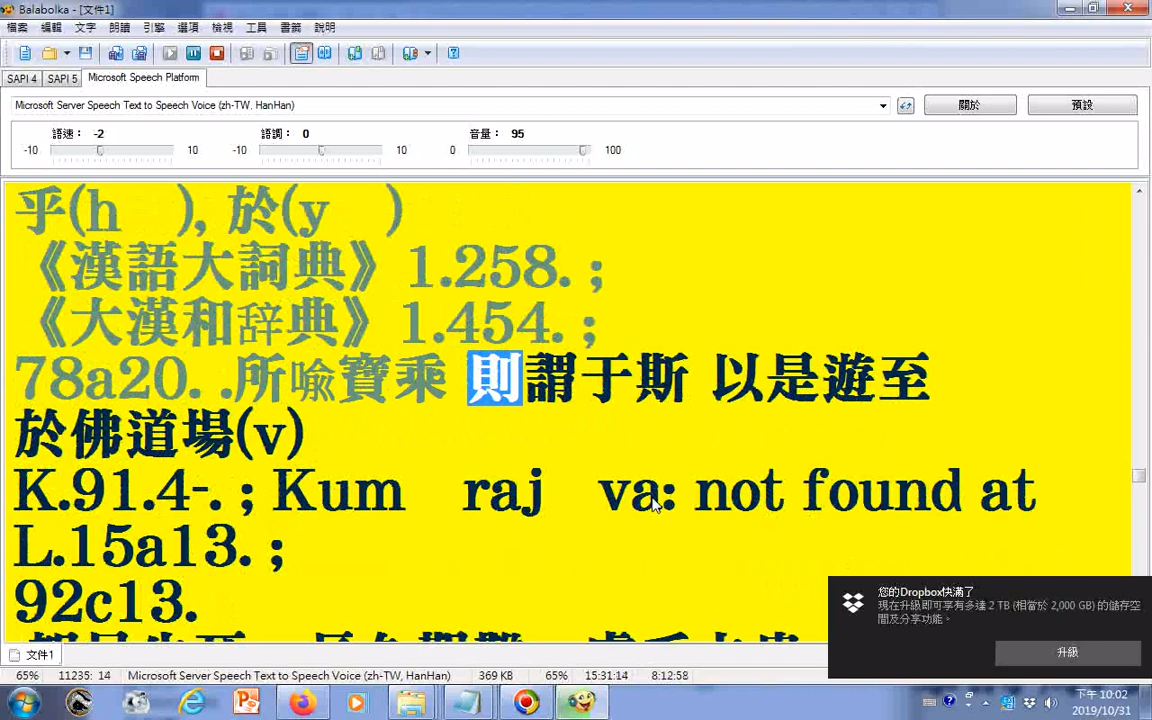 Balabolka - [文件1]
檔案 編輯 文字 朗讀 引擎 選項 檢視 工具 書籤 說明
SAPI 4 SAPI 5 Microsoft Speech Platform
Microsoft Server Speech Text to Speech Voice (zh-TW, HanHan) 關於 預設
語速： -2 語調： 0 音量： 95
-10 10 -10 10 0 100
乎(h ), 於(y )
《漢語大詞典》 1.258. ;
《大漢和辞典》 1.454. ;
78a20. .所喩寶乘 則謂于斯 以是遊至
於佛道場(v)
K.91.4-. ; Kum raj va: not found at
L.15a13. ;
92c13.
您的Dropbox快滿了
現在升級即可享有多達 2 TB (相當於 2,000 GB) 的儲存空
間及分享功能。
升級
文件1
65% 11235: 14 Microsoft Server Speech Text to Speech Voice (zh-TW, HanHan) 369 KB 65% 15:31:14 8:12:58
下午 10:02
2019/10/31